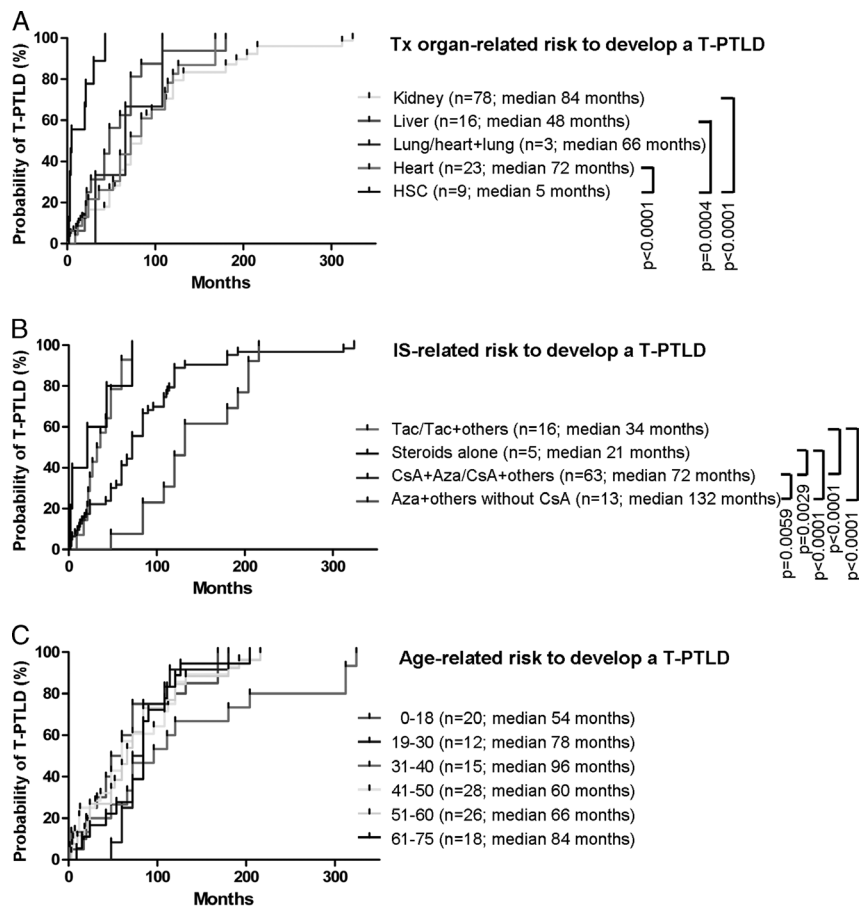 A
Tx organ-related risk to develop a T-PTLD
Probability of T-PTLD (%)
100
80
60
40
20
0
0 100 200 300
Months
Kidney (n=78; median 84 months)
Liver (n=16; median 48 months)
Lung/heart+lung (n=3; median 66 months)
Heart (n=23; median 72 months)
HSC (n=9; median 5 months)
p<0.0001
p=0.0004
p<0.0001
B
IS-related risk to develop a T-PTLD
Probability of T-PTLD (%)
100
80
60
40
20
0
0 100 200 300
Months
Tac/Tac+others (n=16; median 34 months)
Steroids alone (n=5; median 21 months)
CsA+Aza/CsA+others (n=63; median 72 months)
Aza+others without CsA (n=13; median 132 months)
p=0.0059
p=0.0029
p<0.0001
p<0.0001
p<0.0001
C
Age-related risk to develop a T-PTLD
Probability of T-PTLD (%)
100
80
60
40
20
0
0 100 200 300
Months
0-18 (n=20; median 54 months)
19-30 (n=12; median 78 months)
31-40 (n=15; median 96 months)
41-50 (n=28; median 60 months)
51-60 (n=26; median 66 months)
61-75 (n=18; median 84 months)